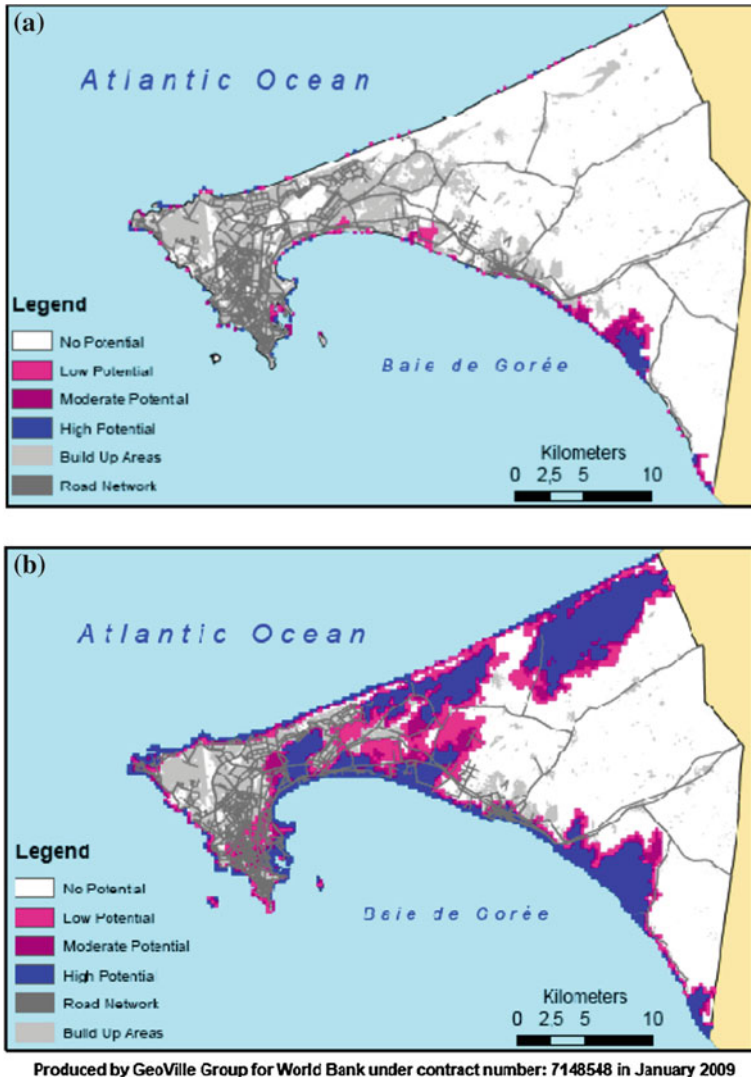 (a)
Atlantic Ocean
Legend
No Potential
Low Potential
Moderate Potential
High Potential
Build Up Areas
Road Network
Baie de Gorée
Kilometers
0 2,5 5 10
(b)
Atlantic Ocean
Legend
No Potential
Low Potential
Moderate Potential
High Potential
Road Network
Build Up Areas
Baie de Gorée
Kilometers
0 2,5 5 10
Produced by GeoVille Group for World Bank under contract number: 7148548 in January 2009